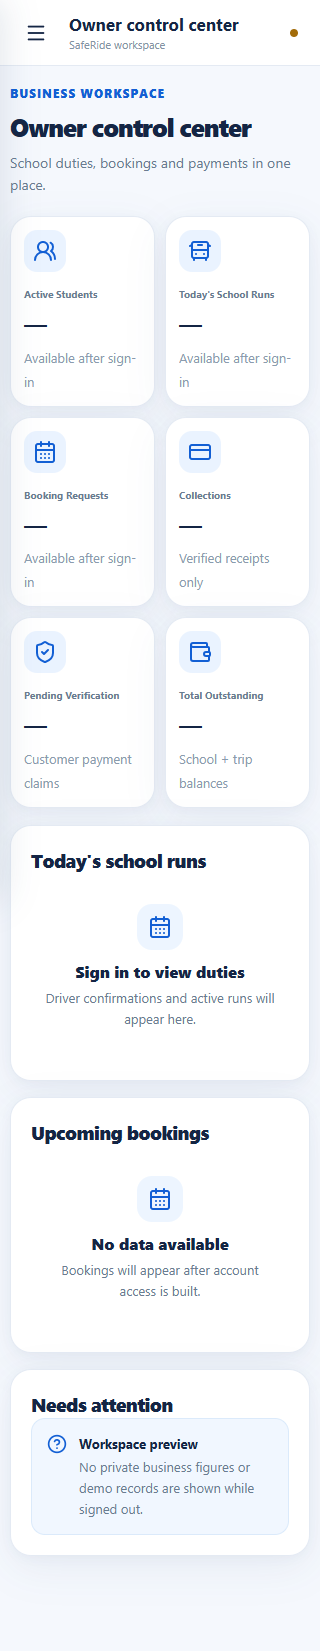 Owner control center
SafeRide workspace
BUSINESS WORKSPACE
Owner control center
School duties, bookings and payments in one
place.
Active Students
—
Available after sign-
in
Today's School Runs
—
Available after sign-
in
Booking Requests
—
Available after sign-
in
Collections
—
Verified receipts
only
Pending Verification
—
Customer payment
claims
Total Outstanding
—
School + trip
balances
Today's school runs
Sign in to view duties
Driver confirmations and active runs will
appear here.
Upcoming bookings
No data available
Bookings will appear after account
access is built.
Needs attention
Workspace preview
No private business figures or
demo records are shown while
signed out.